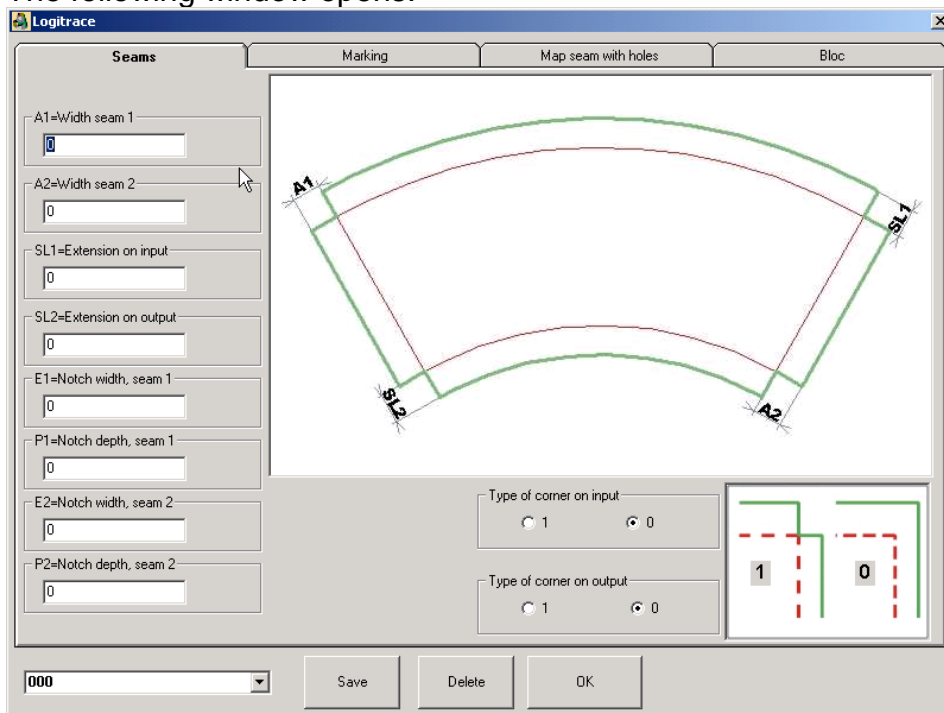 The following window opens.
Logitrace
Seams Marking Map seam with holes Bloc
A1=Width seam 1
0
A2=Width seam 2
0
SL1=Extension on input
0
SL2=Extension on output
0
E1=Notch width, seam 1
0
P1=Notch depth, seam 1
0
E2=Notch width, seam 2
0
P2=Notch depth, seam 2
0
A1
SL1
SL2
A2
Type of corner on input
1 0
Type of corner on output
1 0
1 0
000 Save Delete OK